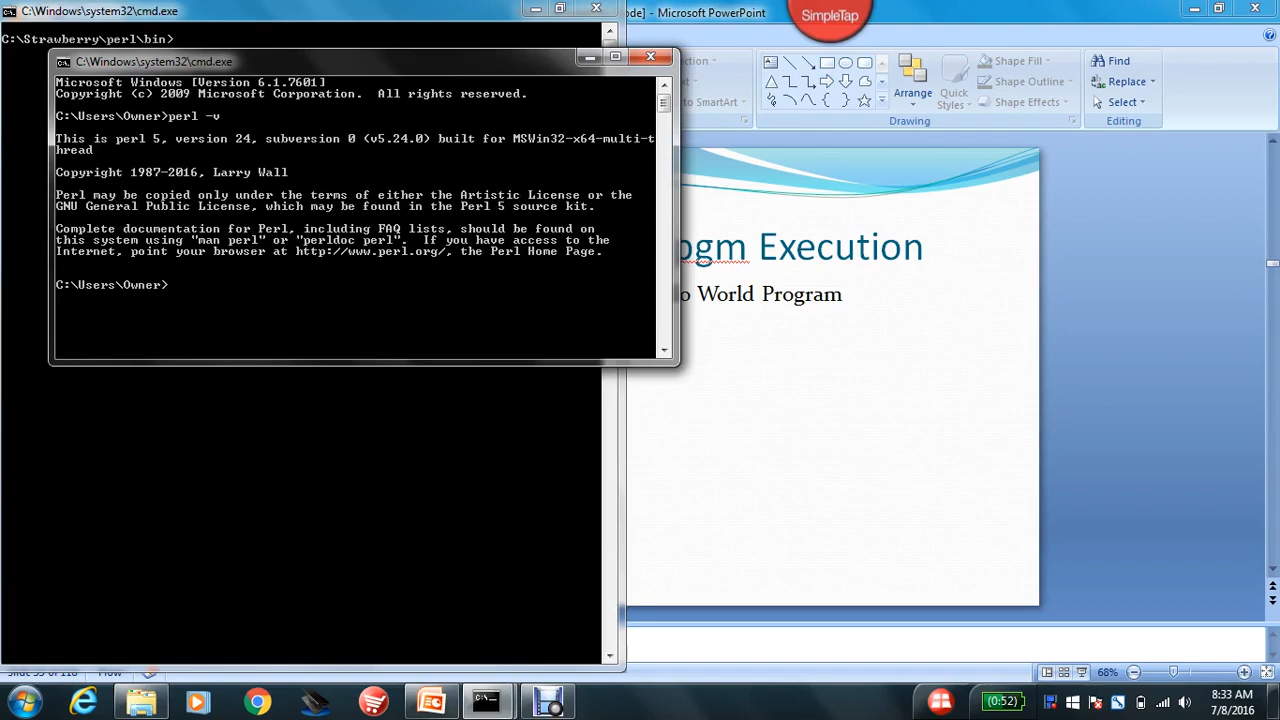 C:\Windows\system32\cmd.exe
ode] - Microsoft PowerPoint
SimpleTap
C:\Strawberry\perl\bin>
C:\Windows\system32\cmd.exe
Microsoft Windows [Version 6.1.7601]
Copyright (c) 2009 Microsoft Corporation.  All rights reserved.
C:\Users\Owner>perl -v
This is perl 5, version 24, subversion 0 (v5.24.0) built for MSWin32-x64-multi-t
hread
Copyright 1987-2016, Larry Wall
Perl may be copied only under the terms of either the Artistic License or the
GNU General Public License, which may be found in the Perl 5 source kit.
Complete documentation for Perl, including FAQ lists, should be found on
this system using "man perl" or "perldoc perl".  If you have access to the
Internet, point your browser at http://www.perl.org/, the Perl Home Page.
C:\Users\Owner>
ection
t
to SmartArt
Arrange
Quick
Styles
Shape Fill
Shape Outline
Shape Effects
Drawing
Find
Replace
Select
Editing
pgm Execution
o World Program
68%
(0:52)
8:33 AM
7/8/2016